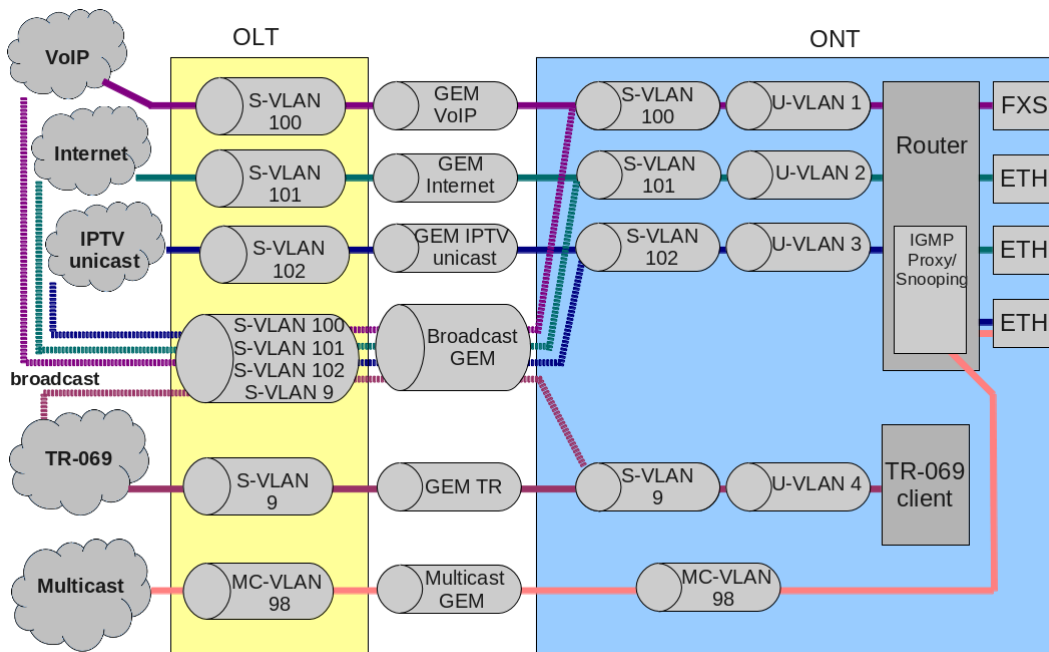 OLT
ONT
VoIP
S-VLAN
100
GEM
VoIP
S-VLAN
100
U-VLAN 1
Router
FXS
Internet
S-VLAN
101
GEM
Internet
S-VLAN
101
U-VLAN 2
ETH
IPTV
unicast
S-VLAN
102
GEM IPTV
unicast
S-VLAN
102
U-VLAN 3
IGMP
Proxy/
Snooping
ETH
S-VLAN 100
S-VLAN 101
S-VLAN 102
S-VLAN 9
Broadcast
GEM
ETH
broadcast
TR-069
S-VLAN
9
GEM TR
S-VLAN
9
U-VLAN 4
TR-069
client
Multicast
MC-VLAN
98
Multicast
GEM
MC-VLAN
98